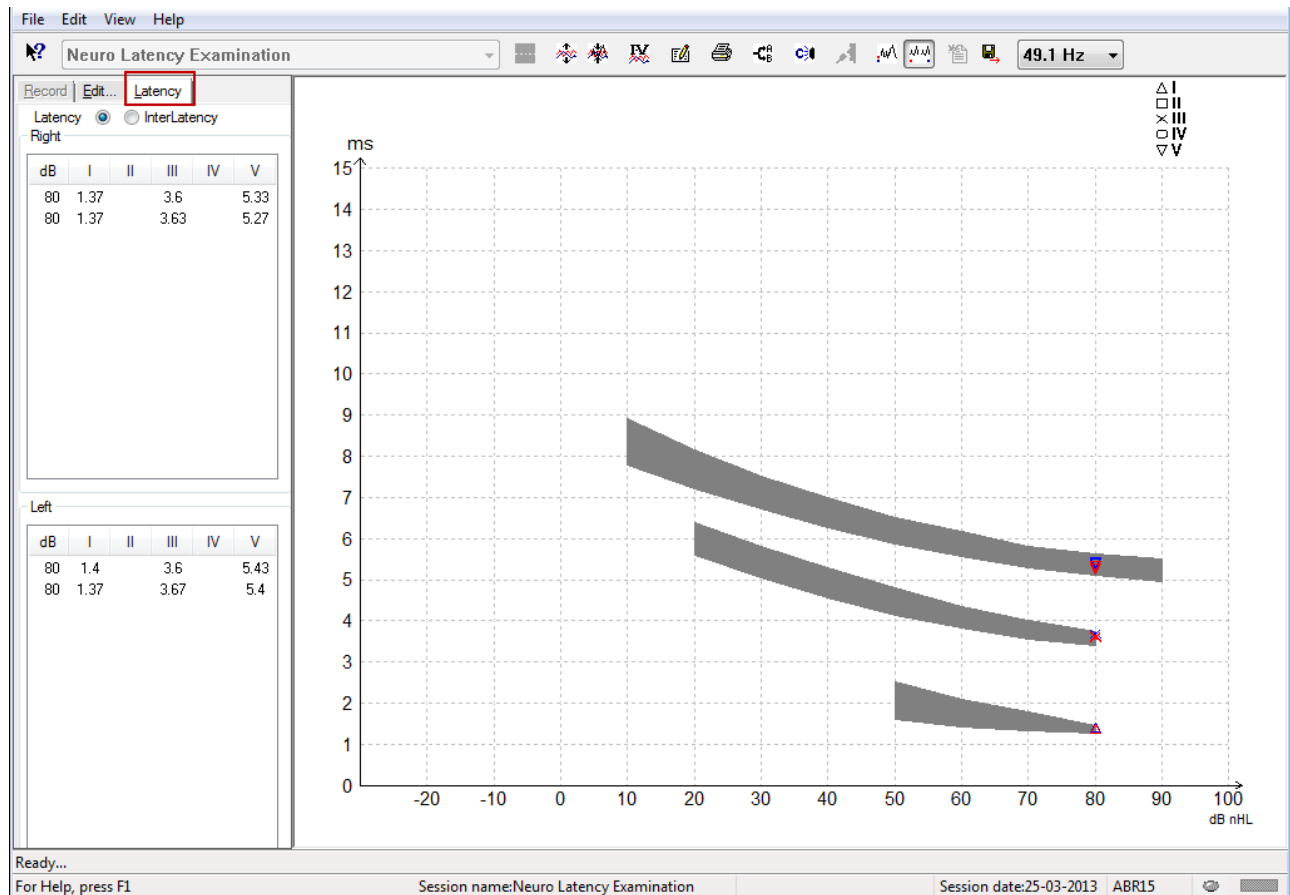 File Edit View Help
Neuro Latency Examination 49.1 Hz
Record Edit... Latency
Latency InterLatency
Right
dB I II III IV V
80 1.37 3.6 5.33
80 1.37 3.63 5.27
Left
dB I II III IV V
80 1.4 3.6 5.43
80 1.37 3.67 5.4
I
II
III
IV
V
ms
15
14
13
12
11
10
9
8
7
6
5
4
3
2
1
0
-20 -10 0 10 20 30 40 50 60 70 80 90 100
dB nHL
Ready...
For Help, press F1 Session name:Neuro Latency Examination Session date:25-03-2013 ABR15